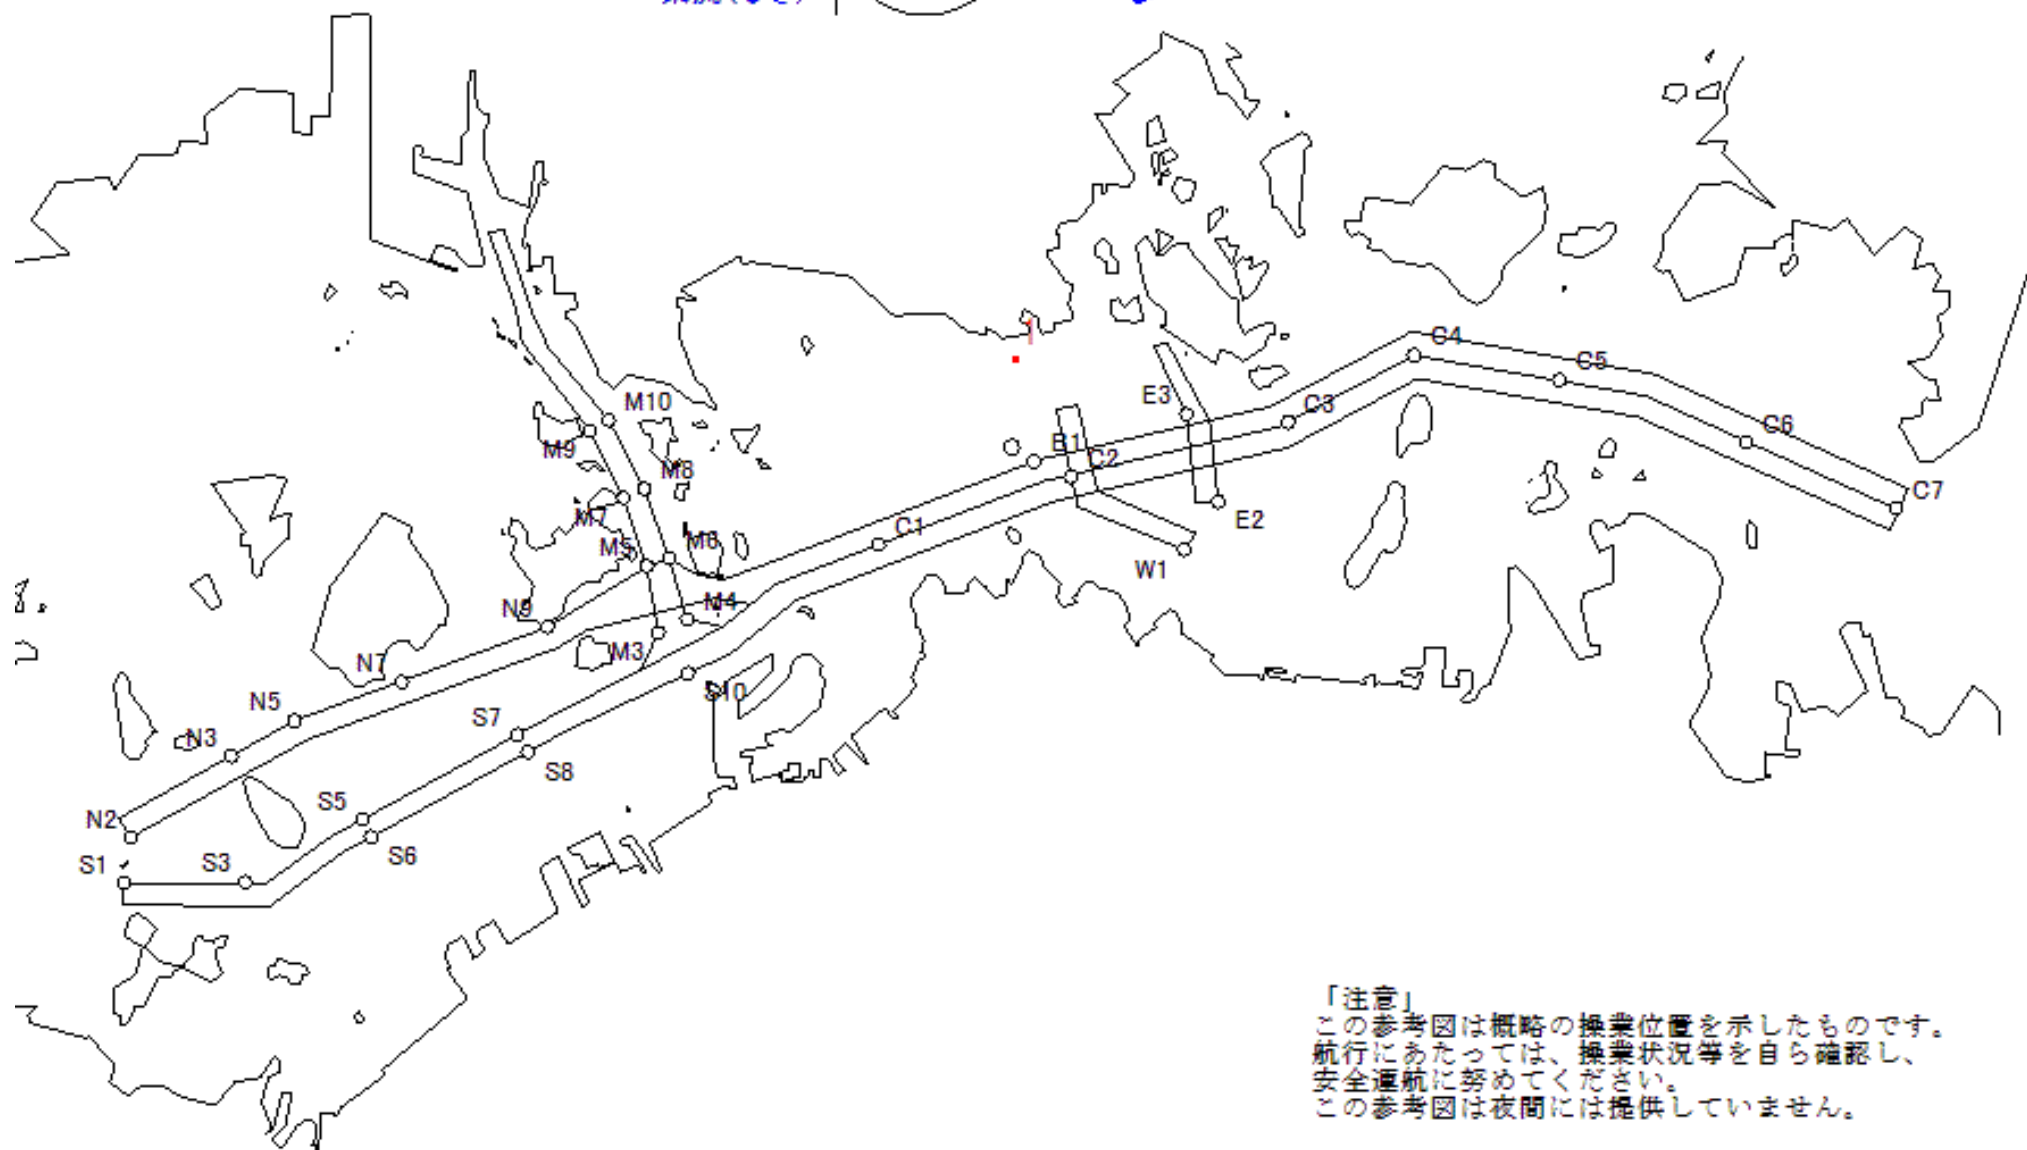 C4
C5
E3
M10
C3
C6
B1
M9
C2
M8
C7
M7
E2
C1
M5
M6
W1
N9
M4
N7
M3
S10
N5
S7
N3
S8
S5
N2
S6
S1
S3
「注意」
この参考図は概略の操業位置を示したものです。
航行にあたっては、操業状況等を自ら確認し、
安全運航に努めてください。
この参考図は夜間には提供していません。